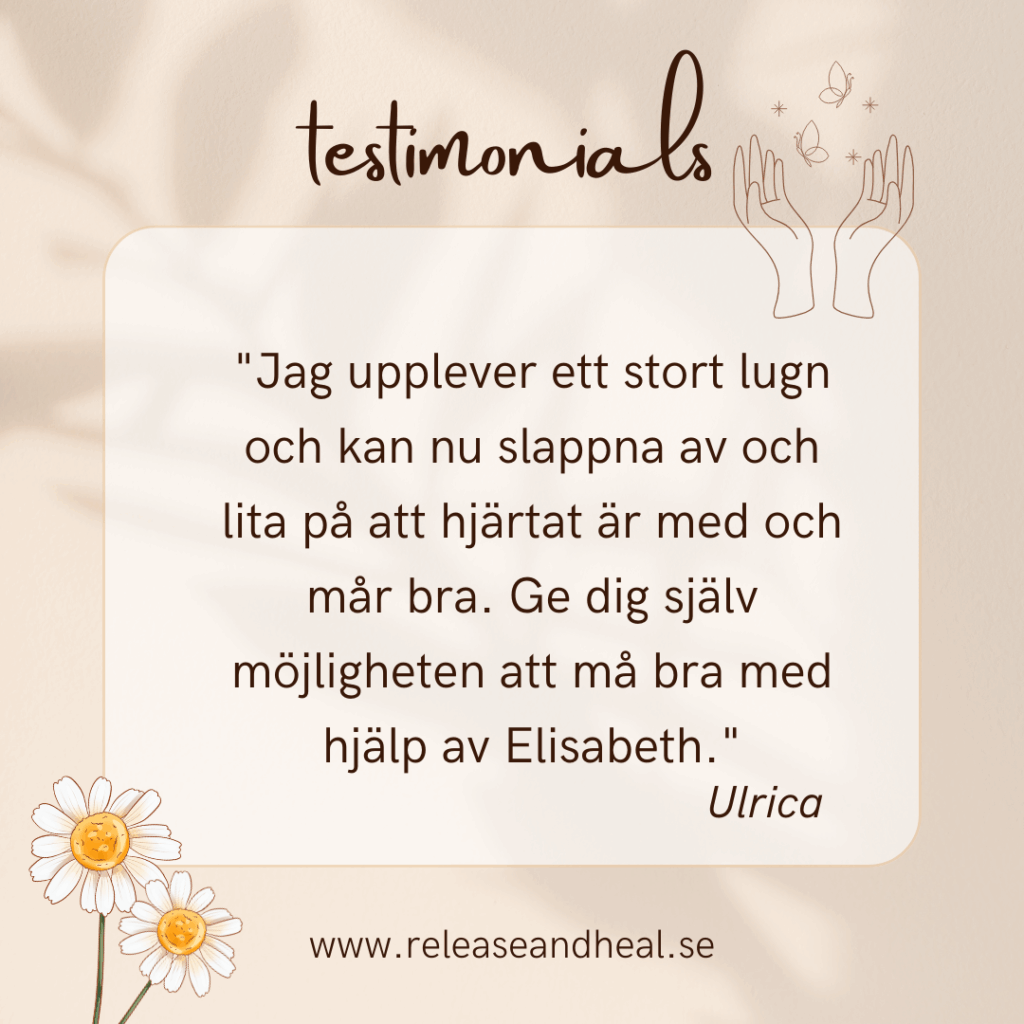 testimonials
"Jag upplever ett stort lugn
och kan nu slappna av och
lita på att hjärtat är med och
mår bra. Ge dig själv
möjligheten att må bra med
hjälp av Elisabeth."
Ulrica
www.releaseandheal.se